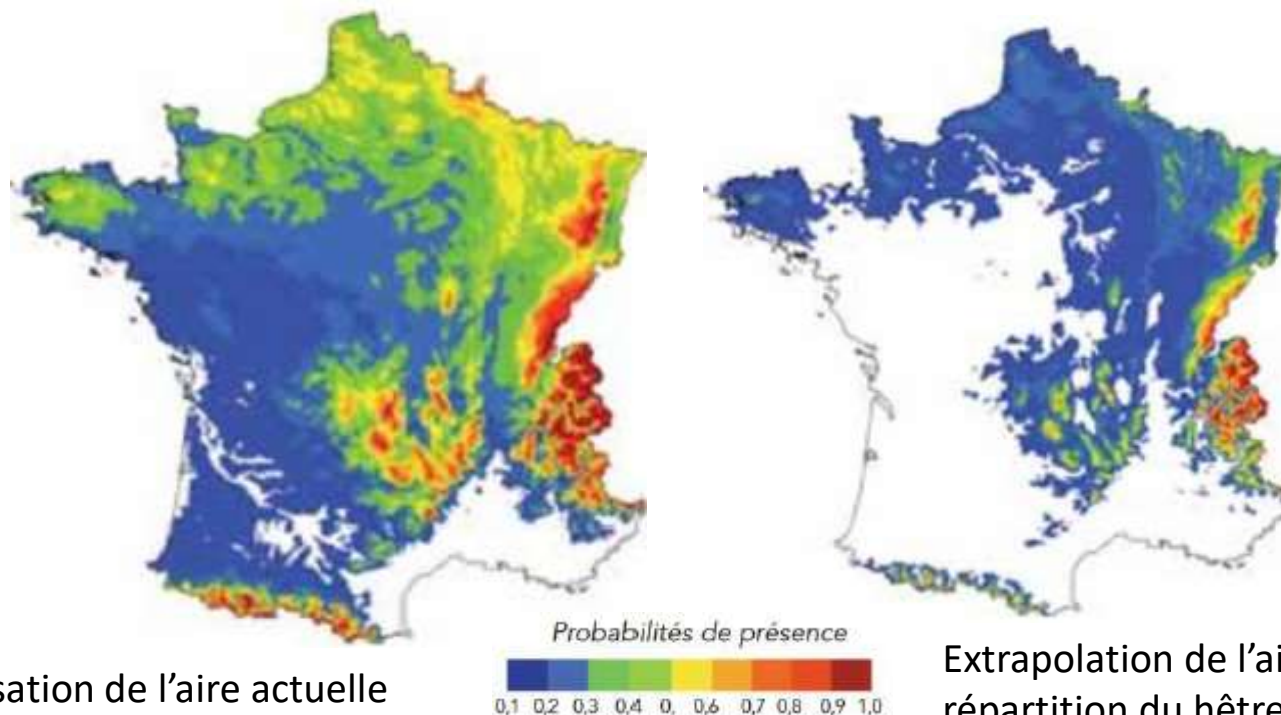 Probabilités de présence
0,1 0,2 0,3 0,4 0, 0,6 0,7 0,8 0,9 1,0
sation de l’aire actuelle
Extrapolation de l’ai
répartition du hêtre